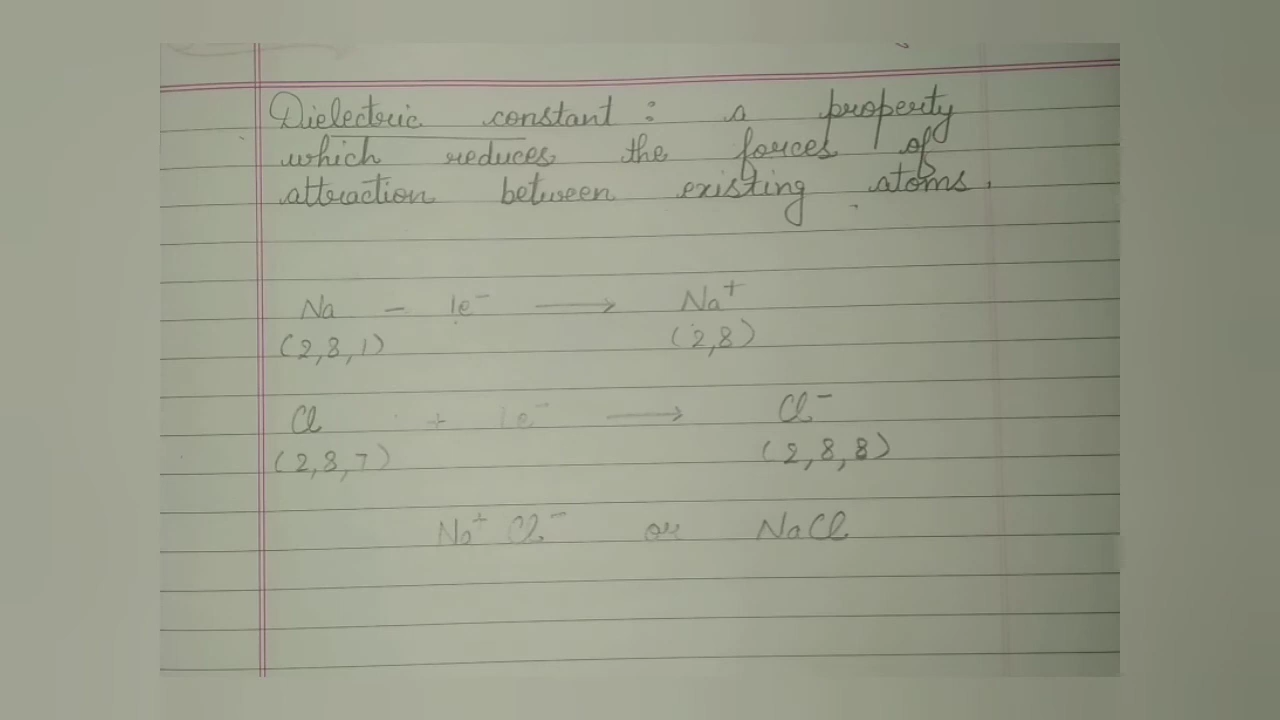 Dielectric constant : a property
which reduces the forces of
attraction between existing atoms.
Na - 1e⁻ ⟶ Na⁺
(2,8,1) (2,8)
Cl + 1e⁻ ⟶ Cl⁻
(2,8,7) (2,8,8)
Na⁺ Cl⁻ or NaCl